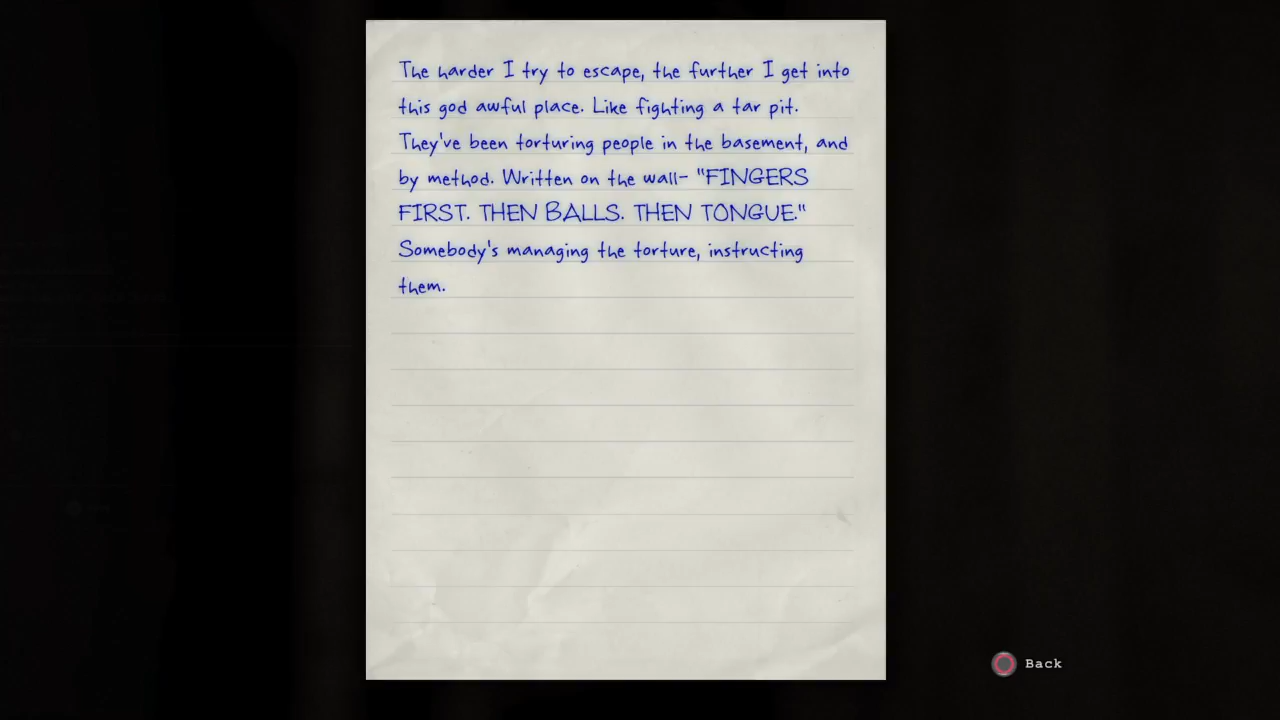 The harder I try to escape, the further I get into
this god awful place. Like fighting a tar pit.
They've been torturing people in the basement, and
by method. Written on the wall- "FINGERS
FIRST. THEN BALLS. THEN TONGUE."
Somebody's managing the torture, instructing
them.
Back